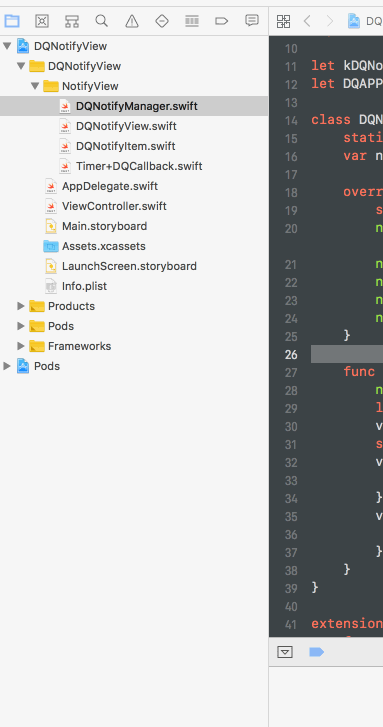 DQNotifyView
DQNotifyView
NotifyView
DQNotifyManager.swift
DQNotifyView.swift
DQNotifyItem.swift
Timer+DQCallback.swift
AppDelegate.swift
ViewController.swift
Main.storyboard
Assets.xcassets
LaunchScreen.storyboard
Info.plist
Products
Pods
Frameworks
Pods
DQ
10
11 let kDQNo
12 let DQAPP
13
14 class DQN
15 stati
16 var n
17
18 overr
19 s
20 n
21 n
22 n
23 n
24 n
25 }
26
27 func
28 n
29 l
30 v
31 s
32 v
33
34 }
35 v
36
37 }
38 }
39 }
40
41 extension